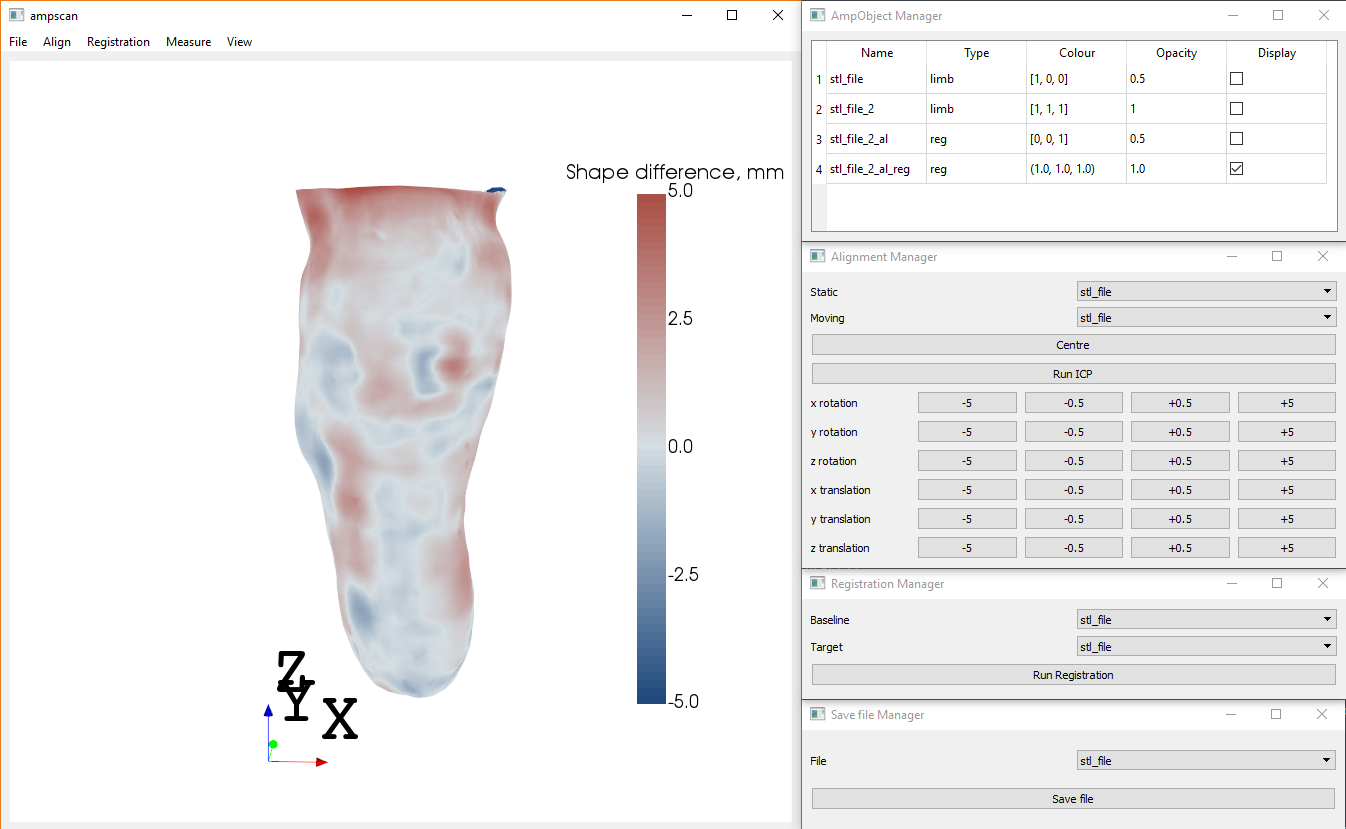 ampscan
File Align Registration Measure View
Shape difference, mm
5.0
2.5
0.0
-2.5
-5.0
Z
Y
X
AmpObject Manager
Name Type Colour Opacity Display
1 stl_file limb [1, 0, 0] 0.5
2 stl_file_2 limb [1, 1, 1] 1
3 stl_file_2_al reg [0, 0, 1] 0.5
4 stl_file_2_al_reg reg (1.0, 1.0, 1.0) 1.0
Alignment Manager
Static stl_file
Moving stl_file
Centre
Run ICP
x rotation -5 -0.5 +0.5 +5
y rotation -5 -0.5 +0.5 +5
z rotation -5 -0.5 +0.5 +5
x translation -5 -0.5 +0.5 +5
y translation -5 -0.5 +0.5 +5
z translation -5 -0.5 +0.5 +5
Registration Manager
Baseline stl_file
Target stl_file
Run Registration
Save file Manager
File stl_file
Save file